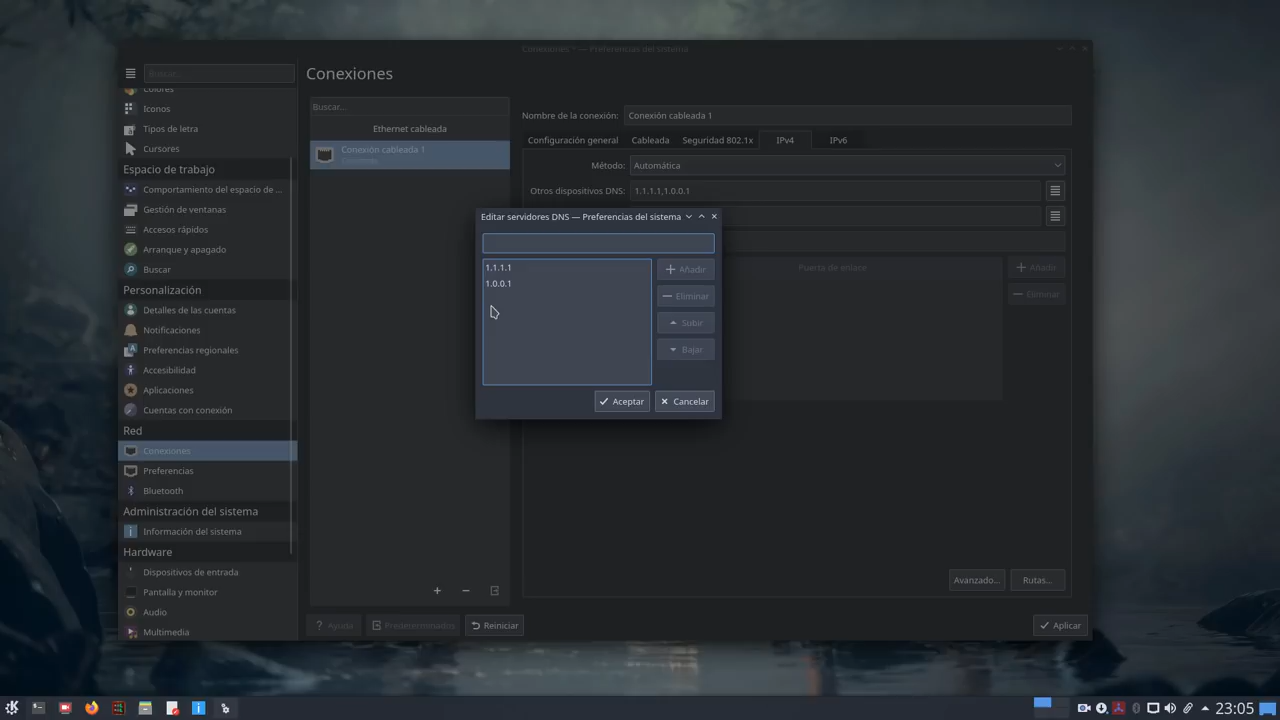 Conexiones * — Preferencias del sistema
Buscar...
Colores
Iconos
Tipos de letra
Cursores
Espacio de trabajo
Comportamiento del espacio de ...
Gestión de ventanas
Accesos rápidos
Arranque y apagado
Buscar
Personalización
Detalles de las cuentas
Notificaciones
Preferencias regionales
Accesibilidad
Aplicaciones
Cuentas con conexión
Red
Conexiones
Preferencias
Bluetooth
Administración del sistema
Información del sistema
Hardware
Dispositivos de entrada
Pantalla y monitor
Audio
Multimedia
Conexiones
Buscar...
Ethernet cableada
Conexión cableada 1
Conectado
Ayuda
Predeterminados
Reiniciar
Nombre de la conexión: Conexión cableada 1
Configuración general Cableada Seguridad 802.1x IPv4 IPv6
Método: Automática
Otros dispositivos DNS: 1.1.1.1,1.0.0.1
Puerta de enlace
Añadir
Eliminar
Avanzado... Rutas...
Aplicar
Editar servidores DNS — Preferencias del sistema
1.1.1.1
1.0.0.1
Añadir
Eliminar
Subir
Bajar
Aceptar Cancelar
23:05